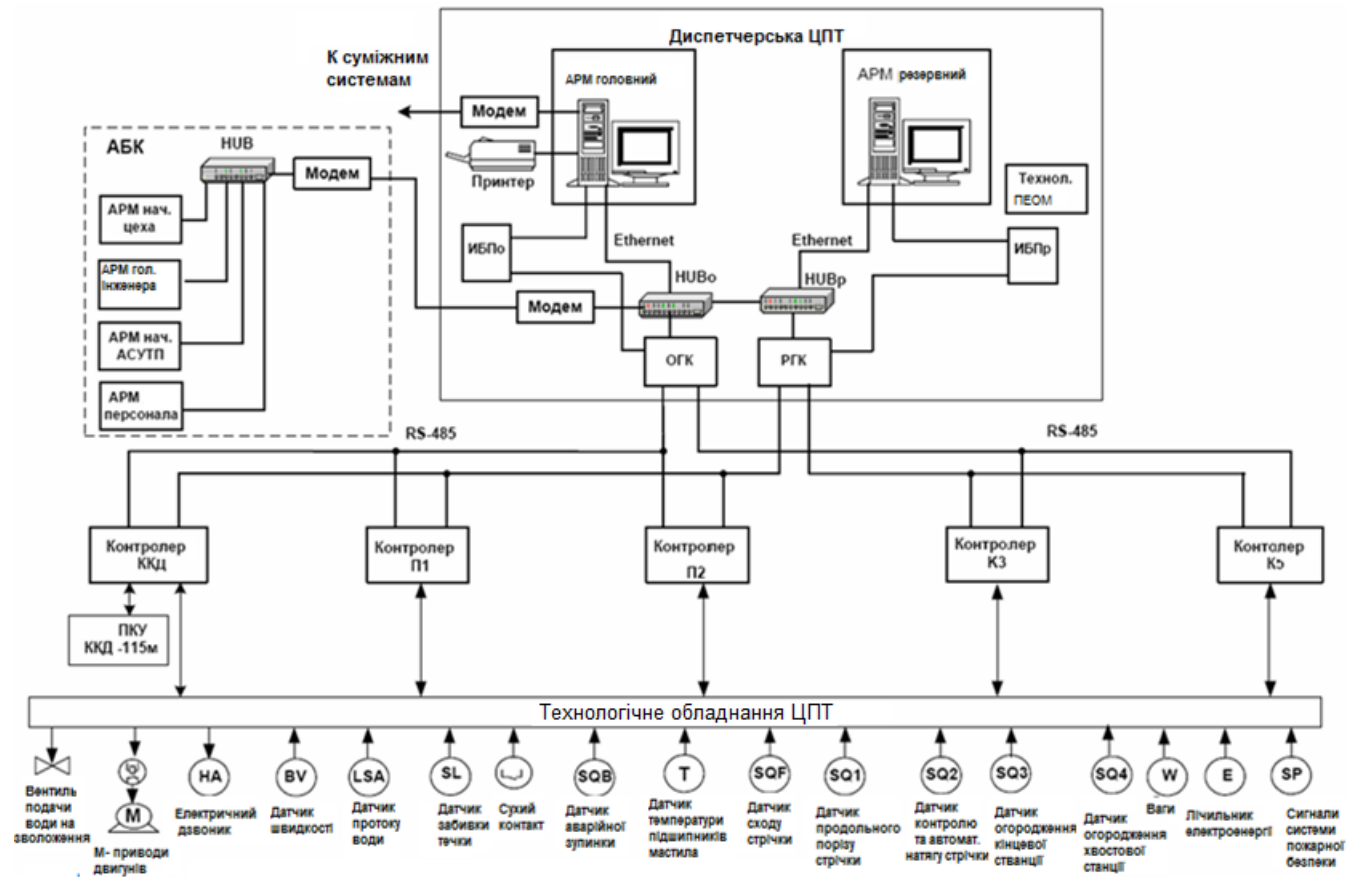 Диспетчерська ЦПТ
К суміжним
системам
АРМ головний
АРМ резервний
Модем
Принтер
АБК
HUB
Модем
Технол.
ПЕОМ
АРМ нач.
цеха
АРМ гол.
Інженера
АРМ нач.
АСУТП
АРМ
персонала
ИБПо
Ethernet
Ethernet
ИБПр
HUBо
HUBр
Модем
ОГК
РГК
RS-485
RS-485
Контролер
ККД
Контролер
П1
Контролер
П2
Контролер
К3
Контолер
К5
ПКУ
ККД -115м
Технологічне обладнання ЦПТ
M
HA
BV
LSA
SL
SQB
T
SQF
SQ1
SQ2
SQ3
SQ4
W
E
SP
Вентиль
подачи
води на
зволоження
М- приводи
двигунів
Електричний
дзвоник
Датчик
швидкості
Датчик
протоку
води
Датчик
забивки
течки
Сухий
контакт
Датчик
аварійної
зупинки
Датчик
температури
підшипників
мастила
Датчик
сходу
стрічки
Датчик
продольного
порізу
стрічки
Датчик
контролю
та автомат.
натягу стрічки
Датчик
огородження
кінцевої
стванції
Датчик
огородження
хвостової
станції
Ваги
Лічильник
електроенергії
Сигнали
системи
пожарної
безпеки